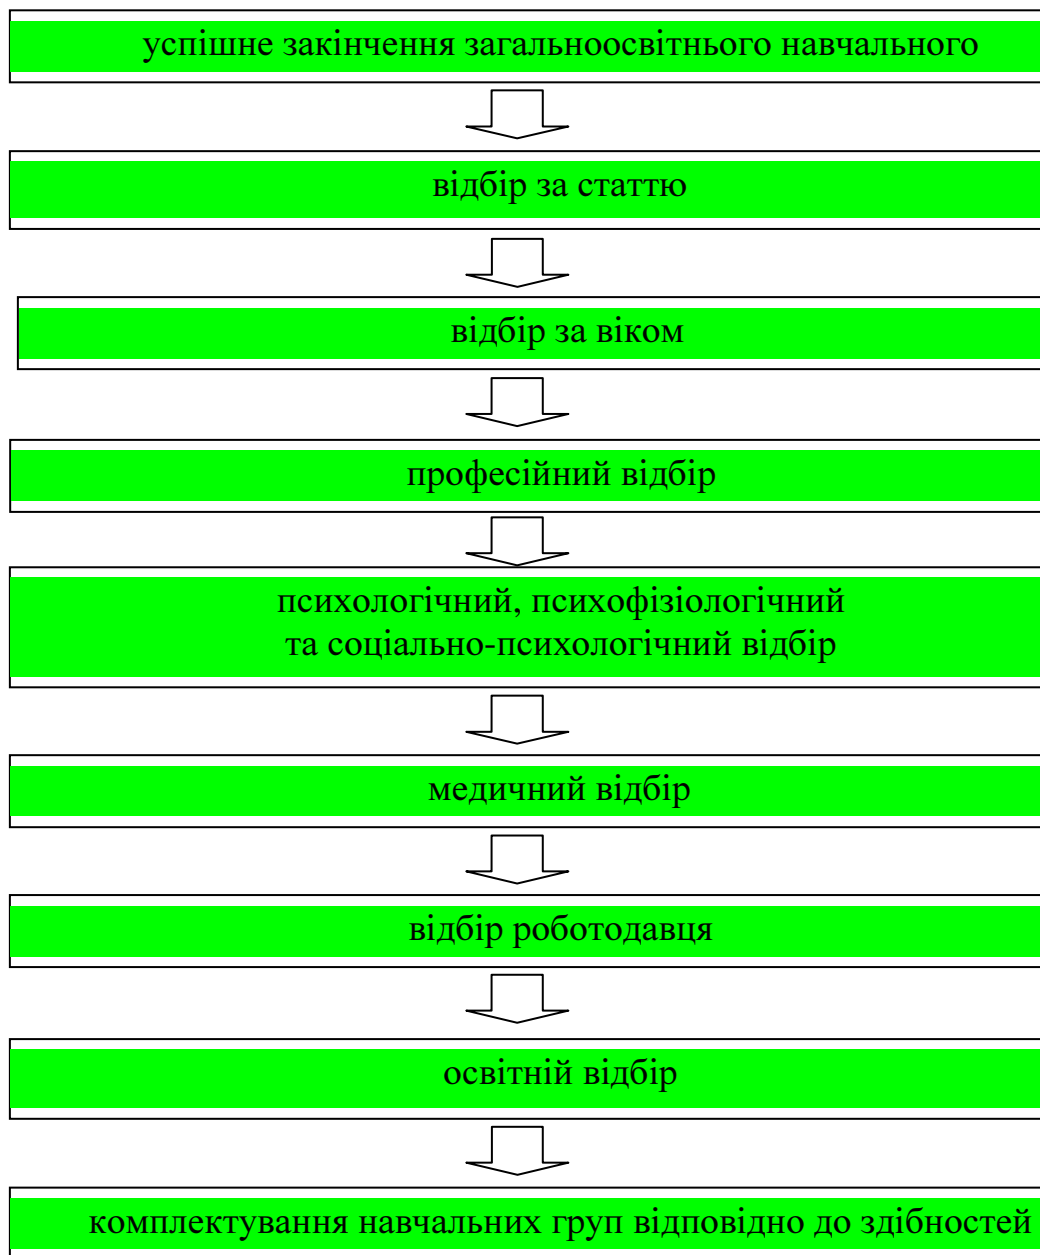 успішне закінчення загальноосвітнього навчального
відбір за статтю
відбір за віком
професійний відбір
психологічний, психофізіологічний
та соціально-психологічний відбір
медичний відбір
відбір роботодавця
освітній відбір
комплектування навчальних груп відповідно до здібностей